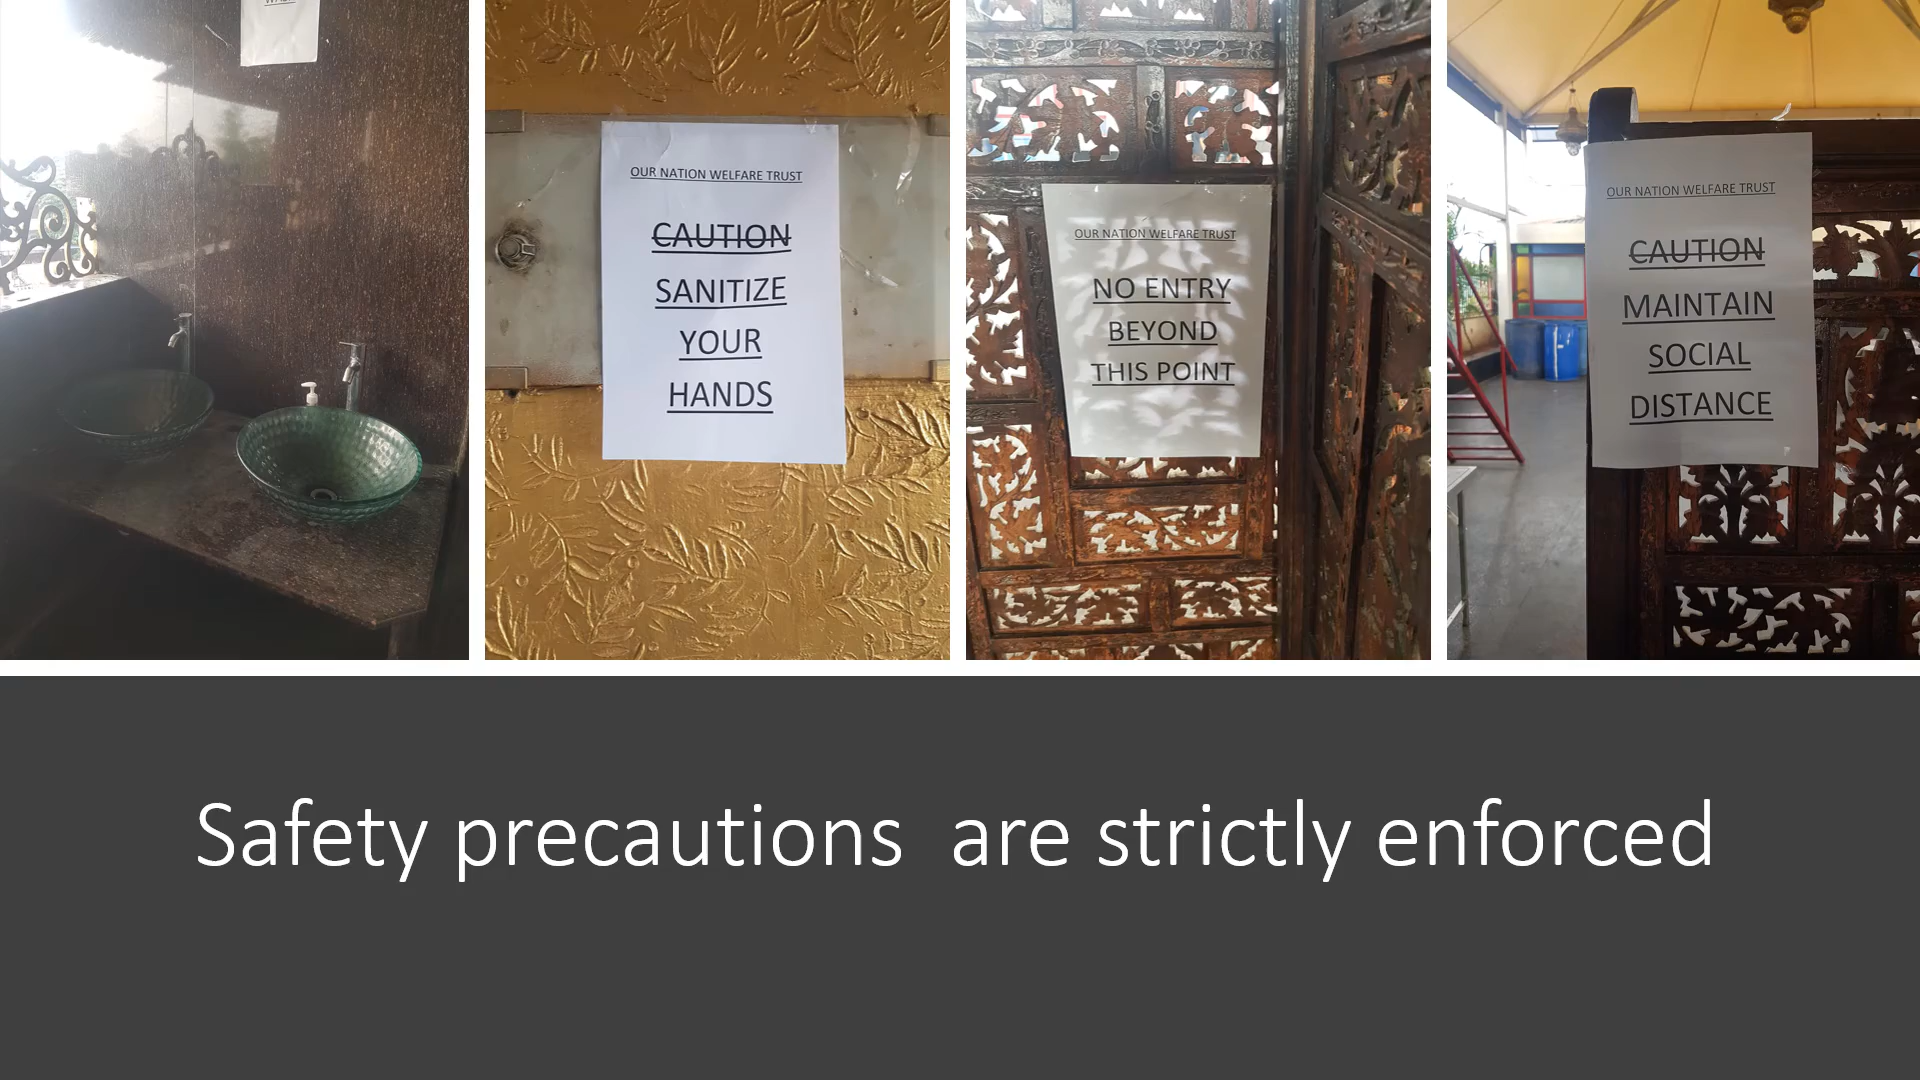 OUR NATION WELFARE TRUST
CAUTION
SANITIZE
YOUR
HANDS
OUR NATION WELFARE TRUST
NO ENTRY
BEYOND
THIS POINT
OUR NATION WELFARE TRUST
CAUTION
MAINTAIN
SOCIAL
DISTANCE
Safety precautions  are strictly enforced